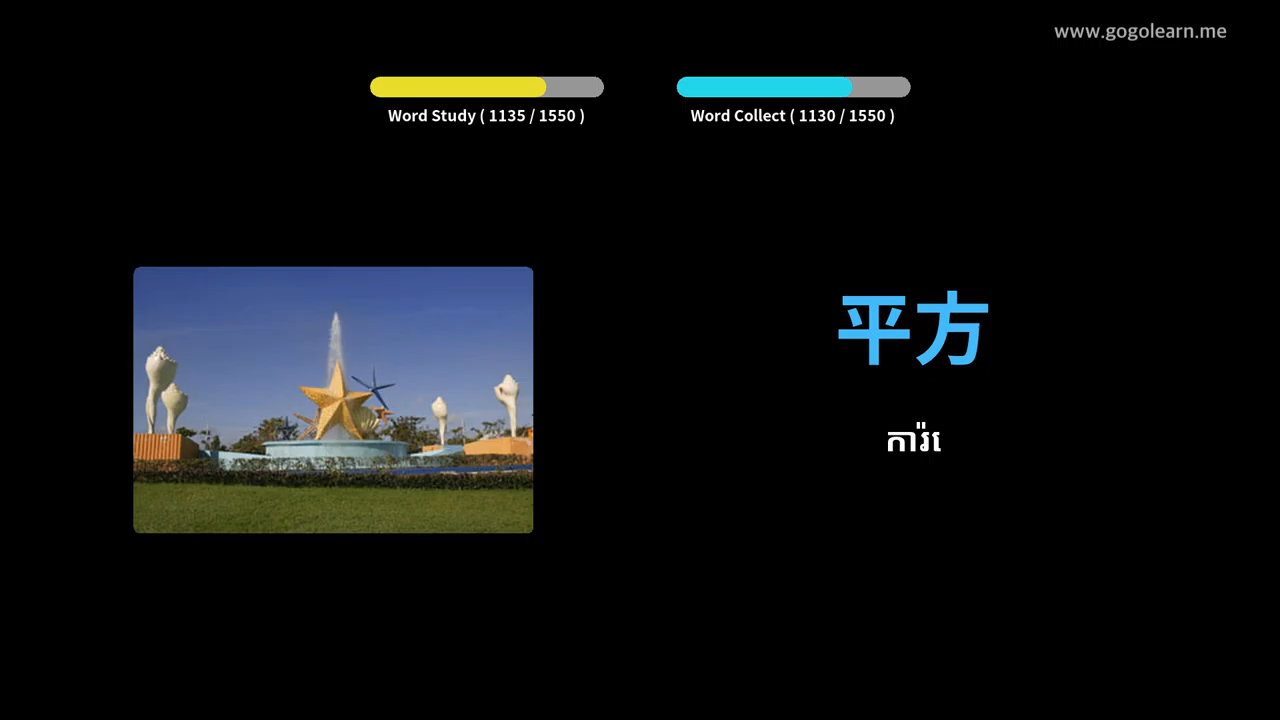 www.gogolearn.me
Word Study ( 1135 / 1550 )
Word Collect ( 1130 / 1550 )
平方
ការ៉េ